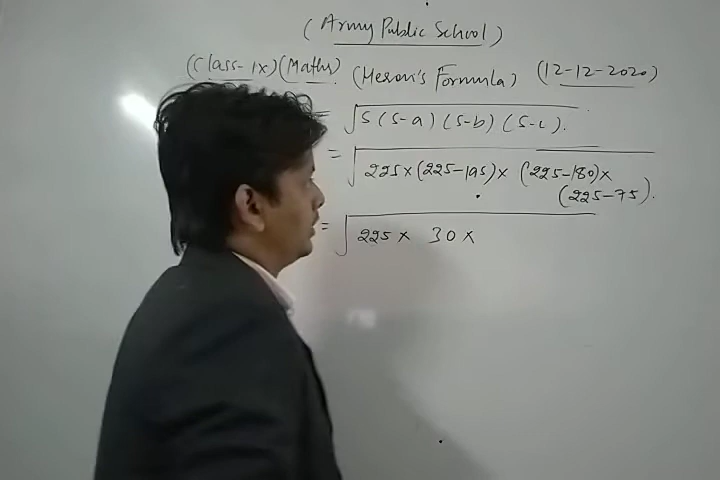 (Army Public School)
(Class-IX) (Maths) (Heron's Formula) (12-12-2020)
= √s(s-a)(s-b)(s-c).
= √225×(225-195)×(225-180)×
(225-75).
= √225× 30×